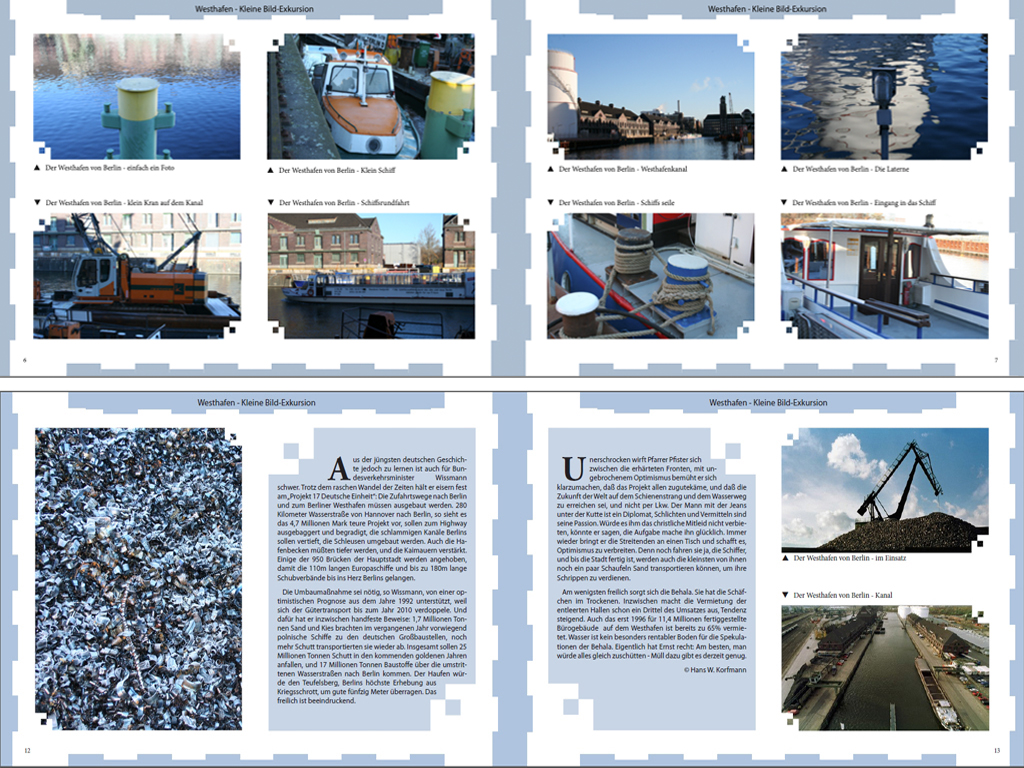 Westhafen - Kleine Bild-Exkursion
▲ Der Westhafen von Berlin - einfach ein Foto
▲ Der Westhafen von Berlin - Klein Schiff
▼ Der Westhafen von Berlin - klein Kran auf dem Kanal
▼ Der Westhafen von Berlin - Schiffsrundfahrt
6
Westhafen - Kleine Bild-Exkursion
▲ Der Westhafen von Berlin - Westhafenkanal
▲ Der Westhafen von Berlin - Die Laterne
▼ Der Westhafen von Berlin - Schiffs seile
▼ Der Westhafen von Berlin - Eingang in das Schiff
7
Westhafen - Kleine Bild-Exkursion
Aus der jüngsten deutschen Geschich-
te jedoch zu lernen ist auch für Bun-
desverkehrsminister Wissmann
schwer. Trotz dem raschen Wandel der Zeiten hält er eisern fest
am „Projekt 17 Deutsche Einheit": Die Zufahrtswege nach Berlin
und zum Berliner Westhafen müssen ausgebaut werden. 280
Kilometer Wasserstraße von Hannover nach Berlin, so sieht es
das 4,7 Millionen Mark teure Projekt vor, sollen zum Highway
ausgebaggert und begradigt, die schlammigen Kanäle Berlins
sollen vertieft, die Schleusen umgebaut werden. Auch die Ha-
fenbecken müßten tiefer werden, und die Kaimauern verstärkt.
Einige der 950 Brücken der Hauptstadt werden angehoben,
damit die 110m langen Europaschiffe und bis zu 180m lange
Schubverbände bis ins Herz Berlins gelangen.
Die Umbaumaßnahme sei nötig, so Wissmann, von einer op-
timistischen Prognose aus dem Jahre 1992 unterstützt, weil
sich der Gütertransport bis zum Jahr 2010 verdoppele. Und
dafür hat er inzwischen handfeste Beweise: 1,7 Millionen Ton-
nen Sand und Kies brachten im vergangenen Jahr vorwiegend
polnische Schiffe zu den deutschen Großbaustellen, noch
mehr Schutt transportierten sie wieder ab. Insgesamt sollen 25
Millionen Tonnen Schutt in den kommenden goldenen Jahren
anfallen, und 17 Millionen Tonnen Baustoffe über die umstrit-
tenen Wasserstraßen nach Berlin kommen. Der Haufen wür-
de den Teufelsberg, Berlins höchste Erhebung aus
Kriegsschrott, um gute fünfzig Meter überragen. Das
freilich ist beeindruckend.
12
Westhafen - Kleine Bild-Exkursion
Unerschrocken wirft Pfarrer Pfister sich
zwischen die erhärteten Fronten, mit un-
gebrochenem Optimismus bemüht er sich
klarzumachen, daß das Projekt allen zugutekäme, und daß die
Zukunft der Welt auf dem Schienenstrang und dem Wasserweg
zu erreichen sei, und nicht per Lkw. Der Mann mit der Jeans
unter der Kutte ist ein Diplomat, Schlichten und Vermitteln sind
seine Passion. Würde es ihm das christliche Mitleid nicht verbie-
ten, könnte er sagen, die Aufgabe mache ihn glücklich. Immer
wieder bringt er die Streitenden an einen Tisch und schafft es,
Optimismus zu verbreiten. Denn noch fahren sie ja, die Schiffer,
und bis die Stadt fertig ist, werden auch die kleinsten von ihnen
noch ein paar Schaufeln Sand transportieren können, um ihre
Schrippen zu verdienen.
Am wenigsten freilich sorgt sich die Behala. Sie hat die Schäf-
chen im Trockenen. Inzwischen macht die Vermietung der
entleerten Hallen schon ein Drittel des Umsatzes aus, Tendenz
steigend. Auch das erst 1996 für 11,4 Millionen fertiggestellte
Bürogebäude auf dem Westhafen ist bereits zu 65% vermie-
tet. Wasser ist kein besonders rentabler Boden für die Spekula-
tionen der Behala. Eigentlich hat Ernst recht: Am besten, man
würde alles gleich zuschütten - Müll dazu gibt es derzeit genug.
© Hans W. Korfmann
▲ Der Westhafen von Berlin - im Einsatz
▼ Der Westhafen von Berlin - Kanal
13